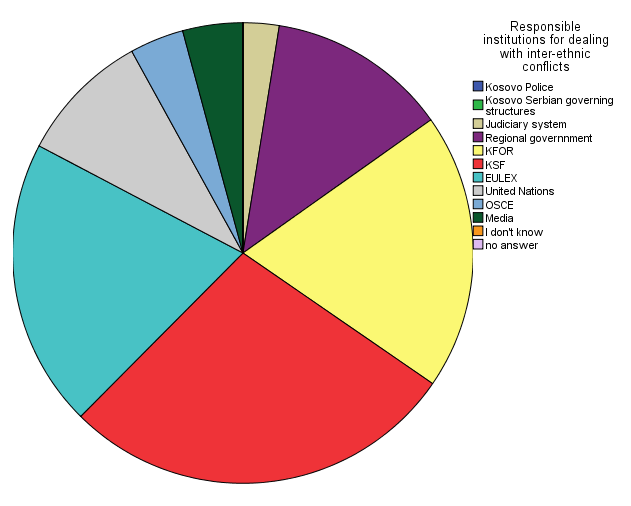 Responsible
institutions for dealing
with inter-ethnic
conflicts
Kosovo Police
Kosovo Serbian governing
structures
Judiciary system
Regional governnment
KFOR
KSF
EULEX
United Nations
OSCE
Media
I don't know
no answer